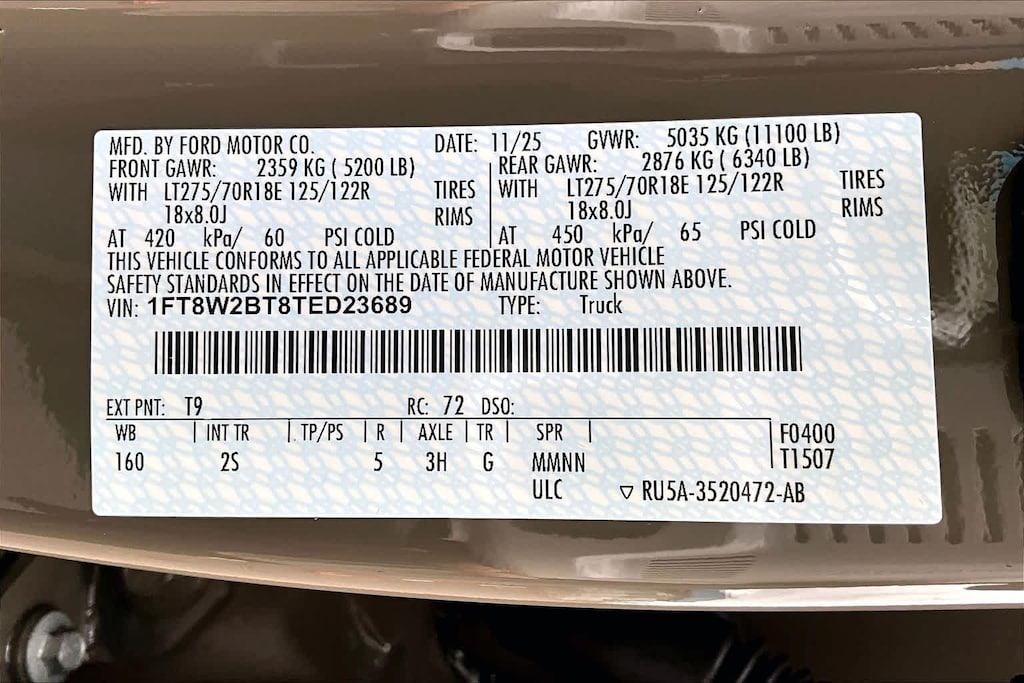 MFD. BY FORD MOTOR CO. DATE: 11/25 GVWR: 5035 KG (11100 LB)
FRONT GAWR: 2359 KG ( 5200 LB) REAR GAWR: 2876 KG ( 6340 LB)
WITH LT275/70R18E 125/122R TIRES WITH LT275/70R18E 125/122R TIRES
18x8.0J RIMS 18x8.0J RIMS
AT 420 kPa/ 60 PSI COLD AT 450 kPa/ 65 PSI COLD
THIS VEHICLE CONFORMS TO ALL APPLICABLE FEDERAL MOTOR VEHICLE
SAFETY STANDARDS IN EFFECT ON THE DATE OF MANUFACTURE SHOWN ABOVE.
VIN: 1FT8W2BT8TED23689 TYPE: Truck
EXT PNT: T9 RC: 72 DSO:
WB INT TR TP/PS R AXLE TR SPR F0400
160 2S 5 3H G MMNN T1507
ULC ▽ RU5A-3520472-AB